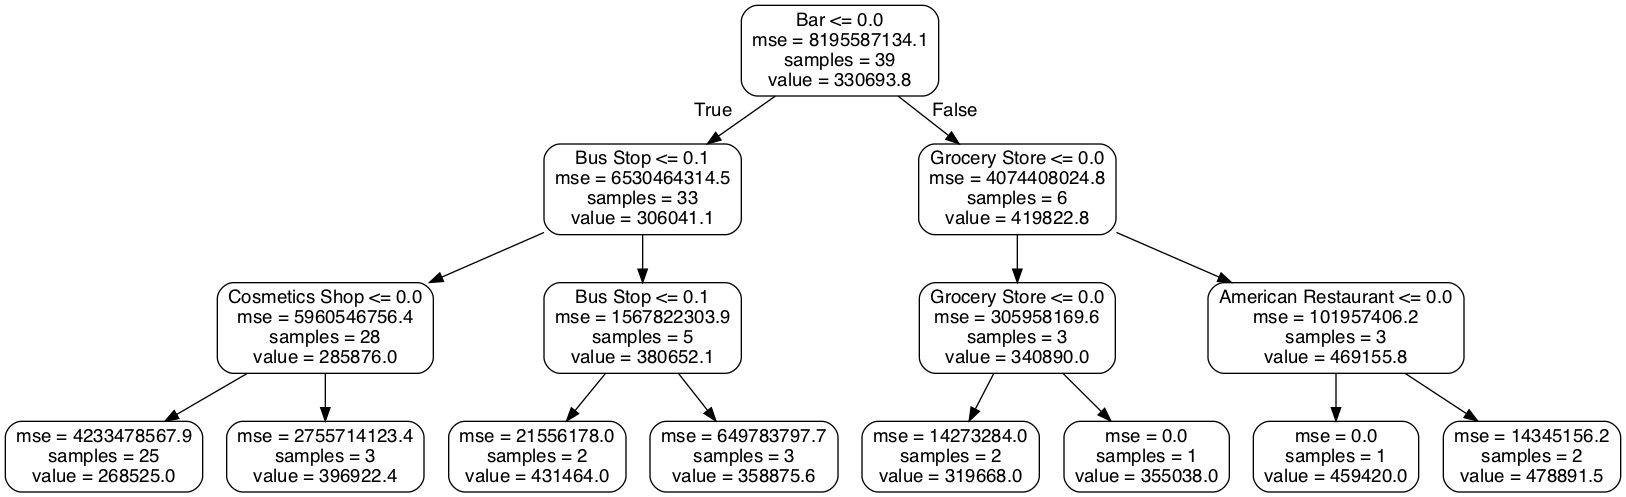 Bar <= 0.0
mse = 8195587134.1
samples = 39
value = 330693.8
True
False
Bus Stop <= 0.1
mse = 6530464314.5
samples = 33
value = 306041.1
Grocery Store <= 0.0
mse = 4074408024.8
samples = 6
value = 419822.8
Cosmetics Shop <= 0.0
mse = 5960546756.4
samples = 28
value = 285876.0
Bus Stop <= 0.1
mse = 1567822303.9
samples = 5
value = 380652.1
Grocery Store <= 0.0
mse = 305958169.6
samples = 3
value = 340890.0
American Restaurant <= 0.0
mse = 101957406.2
samples = 3
value = 469155.8
mse = 4233478567.9
samples = 25
value = 268525.0
mse = 2755714123.4
samples = 3
value = 396922.4
mse = 21556178.0
samples = 2
value = 431464.0
mse = 649783797.7
samples = 3
value = 358875.6
mse = 14273284.0
samples = 2
value = 319668.0
mse = 0.0
samples = 1
value = 355038.0
mse = 0.0
samples = 1
value = 459420.0
mse = 14345156.2
samples = 2
value = 478891.5